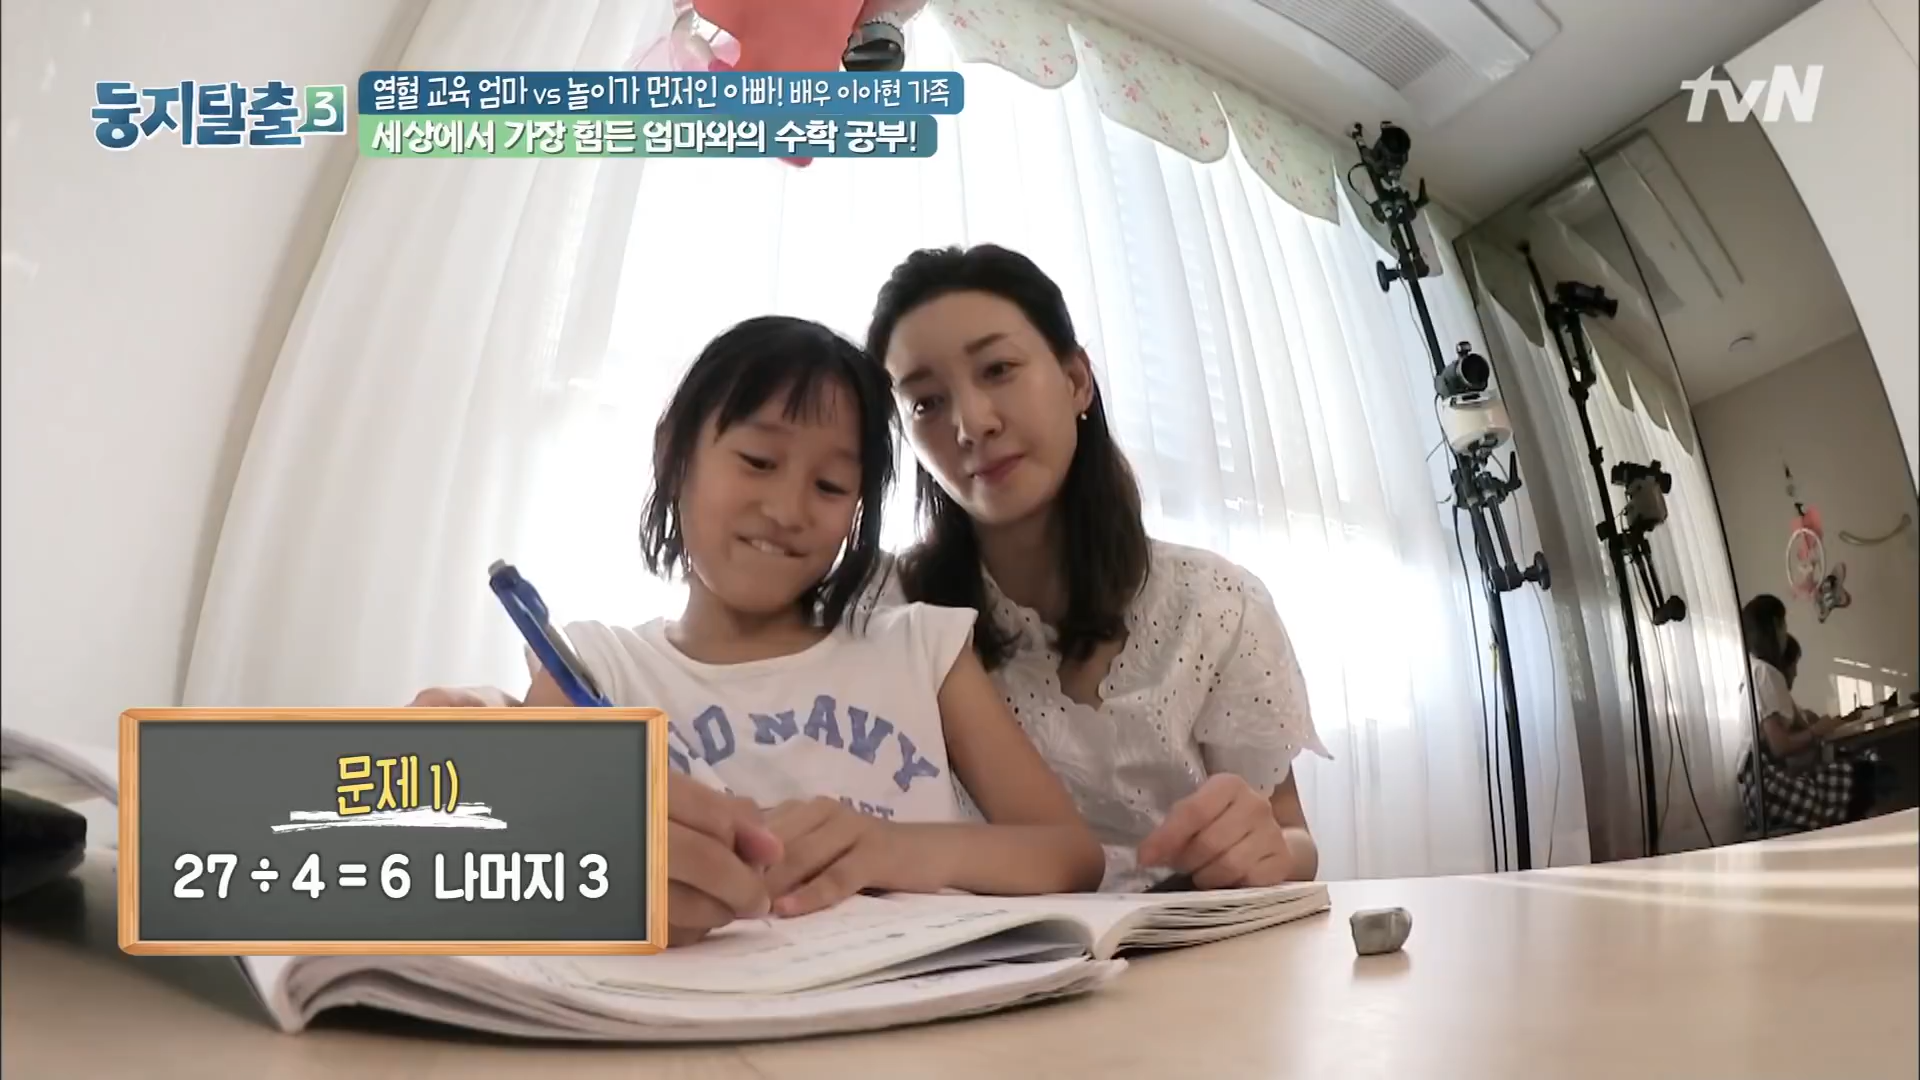 둥지탈출3
열혈 교육 엄마 vs 놀이가 먼저인 아빠! 배우 이아현 가족
세상에서 가장 힘든 엄마와의 수학 공부!
tvN
NAVY
문제 1)
27 ÷ 4 = 6 나머지 3